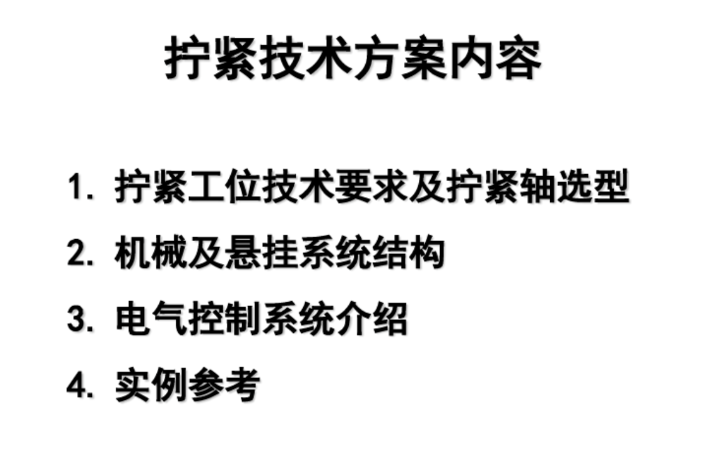 拧紧技术方案内容
1. 拧紧工位技术要求及拧紧轴选型
2. 机械及悬挂系统结构
3. 电气控制系统介绍
4. 实例参考